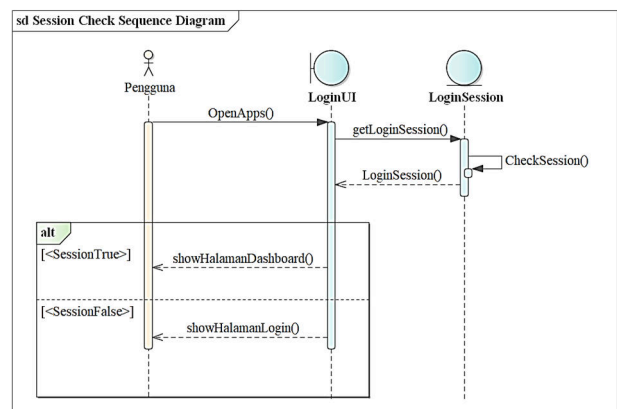 sd Session Check Sequence Diagram
Pengguna
LoginUI
LoginSession
OpenApps()
getLoginSession()
CheckSession()
LoginSession()
alt
[<SessionTrue>]
showHalamanDashboard()
[<SessionFalse>]
showHalamanLogin()